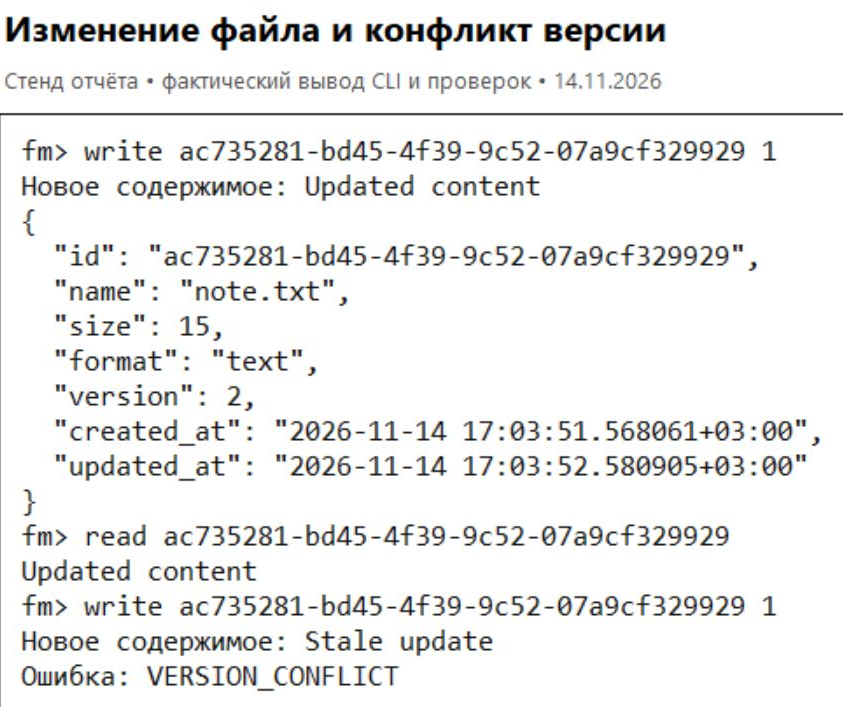 Изменение файла и конфликт версии
Стенд отчёта • фактический вывод CLI и проверок • 14.11.2026
fm> write ac735281-bd45-4f39-9c52-07a9cf329929 1
Новое содержимое: Updated content
{
  "id": "ac735281-bd45-4f39-9c52-07a9cf329929",
  "name": "note.txt",
  "size": 15,
  "format": "text",
  "version": 2,
  "created_at": "2026-11-14 17:03:51.568061+03:00",
  "updated_at": "2026-11-14 17:03:52.580905+03:00"
}
fm> read ac735281-bd45-4f39-9c52-07a9cf329929
Updated content
fm> write ac735281-bd45-4f39-9c52-07a9cf329929 1
Новое содержимое: Stale update
Ошибка: VERSION_CONFLICT